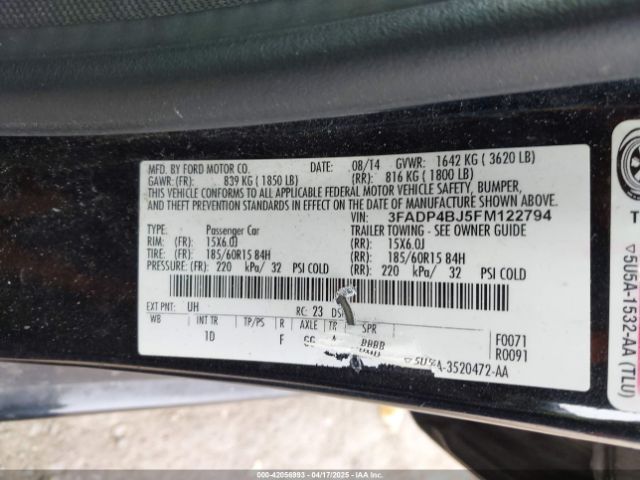 MFD. BY FORD MOTOR CO. DATE: 08/14 GVWR: 1642 KG ( 3620 LB)
GAWR: (FR): 839 KG ( 1850 LB) (RR): 816 KG ( 1800 LB)
THIS VEHICLE CONFORMS TO ALL APPLICABLE FEDERAL MOTOR VEHICLE SAFETY, BUMPER,
AND THEFT PREVENTION STANDARDS IN EFFECT ON THE DATE OF MANUFACTURE SHOWN ABOVE.
VIN: 3FADP4BJ5FM122794
TYPE: Passenger Car TRAILER TOWING - SEE OWNER GUIDE
RIM: (FR): 15X6.0J (RR): 15X6.0J
TIRE: (FR): 185/60R15 84H (RR): 185/60R15 84H
PRESSURE: (FR): 220 kPa/ 32 PSI COLD (RR): 220 kPa/ 32 PSI COLD
EXT PNT: UH RC: 23 DS
WB INT TR TP/PS R AXLE TR SPR
1D F BBBB F0071
R0091
▽5U5A-3520472-AA
▽5U5A-1532-AA (TLU)
000-42056993 04/17/2025 IAAI.COM